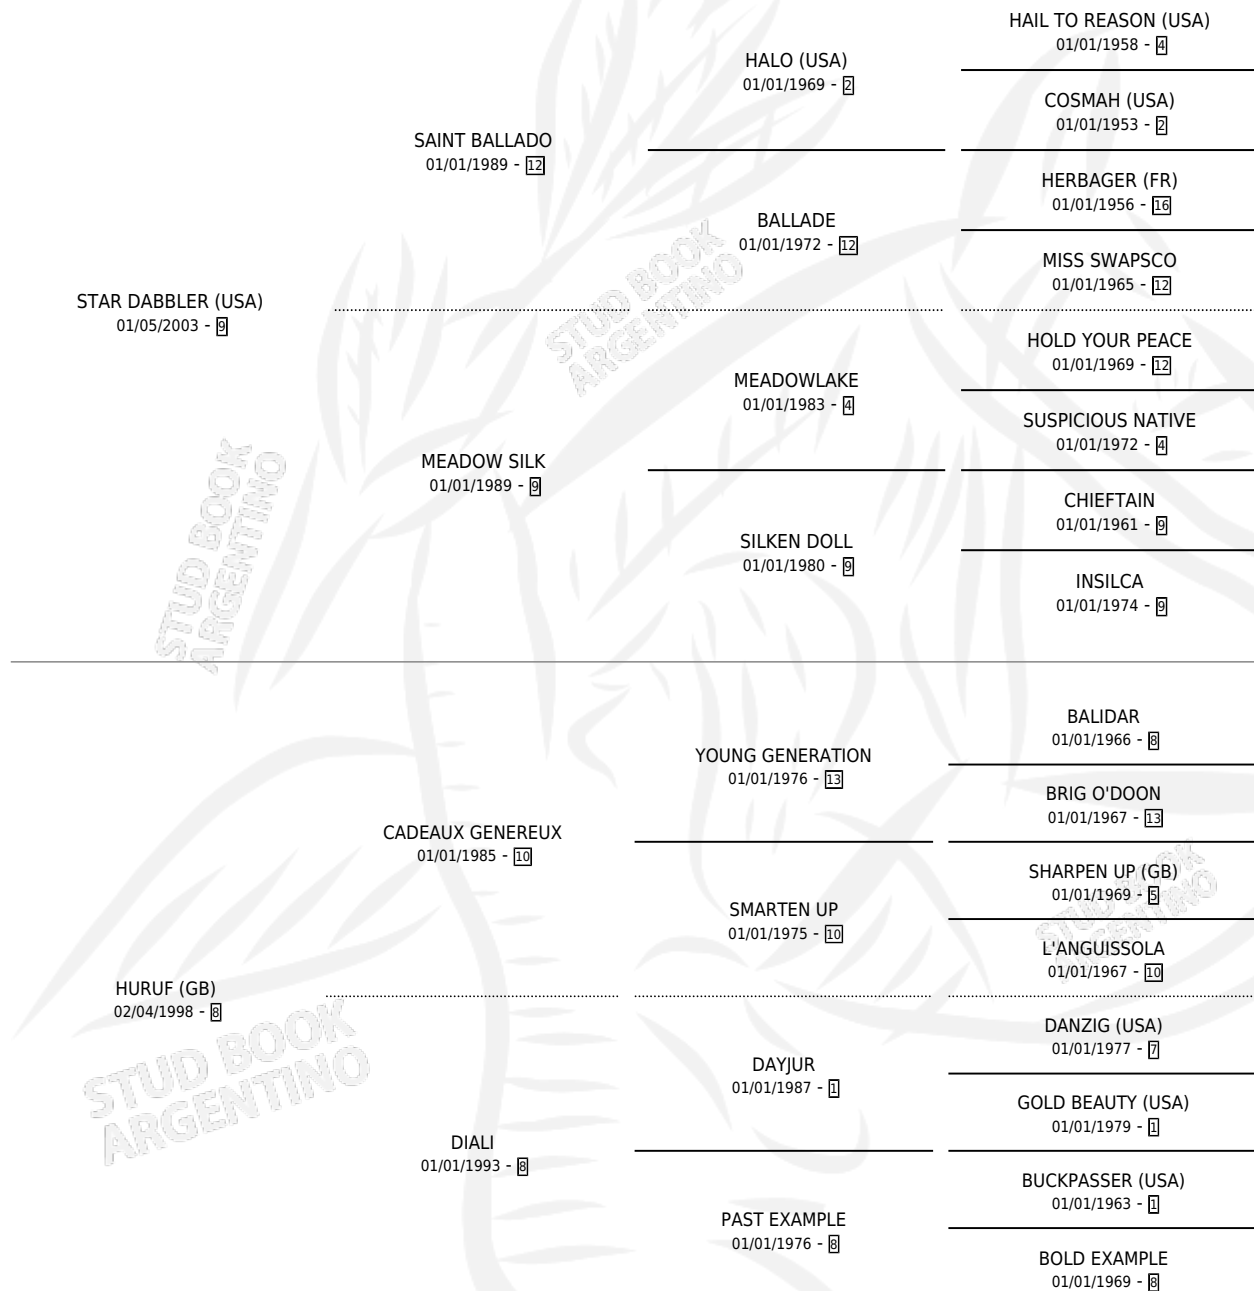 HAIL TO REASON (USA)
01/01/1958 - 4
HALO (USA)
01/01/1969 - 2
COSMAH (USA)
01/01/1953 - 2
SAINT BALLADO
01/01/1989 - 12
HERBAGER (FR)
01/01/1956 - 16
BALLADE
01/01/1972 - 12
MISS SWAPSCO
01/01/1965 - 12
STAR DABBLER (USA)
01/05/2003 - 9
HOLD YOUR PEACE
01/01/1969 - 12
MEADOWLAKE
01/01/1983 - 4
SUSPICIOUS NATIVE
01/01/1972 - 4
MEADOW SILK
01/01/1989 - 9
CHIEFTAIN
01/01/1961 - 9
SILKEN DOLL
01/01/1980 - 9
INSILCA
01/01/1974 - 9
BALIDAR
01/01/1966 - 8
YOUNG GENERATION
01/01/1976 - 13
BRIG O'DOON
01/01/1967 - 13
CADEAUX GENEREUX
01/01/1985 - 10
SHARPEN UP (GB)
01/01/1969 - 5
SMARTEN UP
01/01/1975 - 10
L'ANGUISSOLA
01/01/1967 - 10
HURUF (GB)
02/04/1998 - 8
DANZIG (USA)
01/01/1977 - 7
DAYJUR
01/01/1987 - 1
GOLD BEAUTY (USA)
01/01/1979 - 1
DIALI
01/01/1993 - 8
BUCKPASSER (USA)
01/01/1963 - 1
PAST EXAMPLE
01/01/1976 - 8
BOLD EXAMPLE
01/01/1969 - 8
STUD BOOK
ARGENTINO
STUD BOOK
ARGENTINO
STUD BOOK
ARGENTINO
STUD BOOK
ARGENTINO